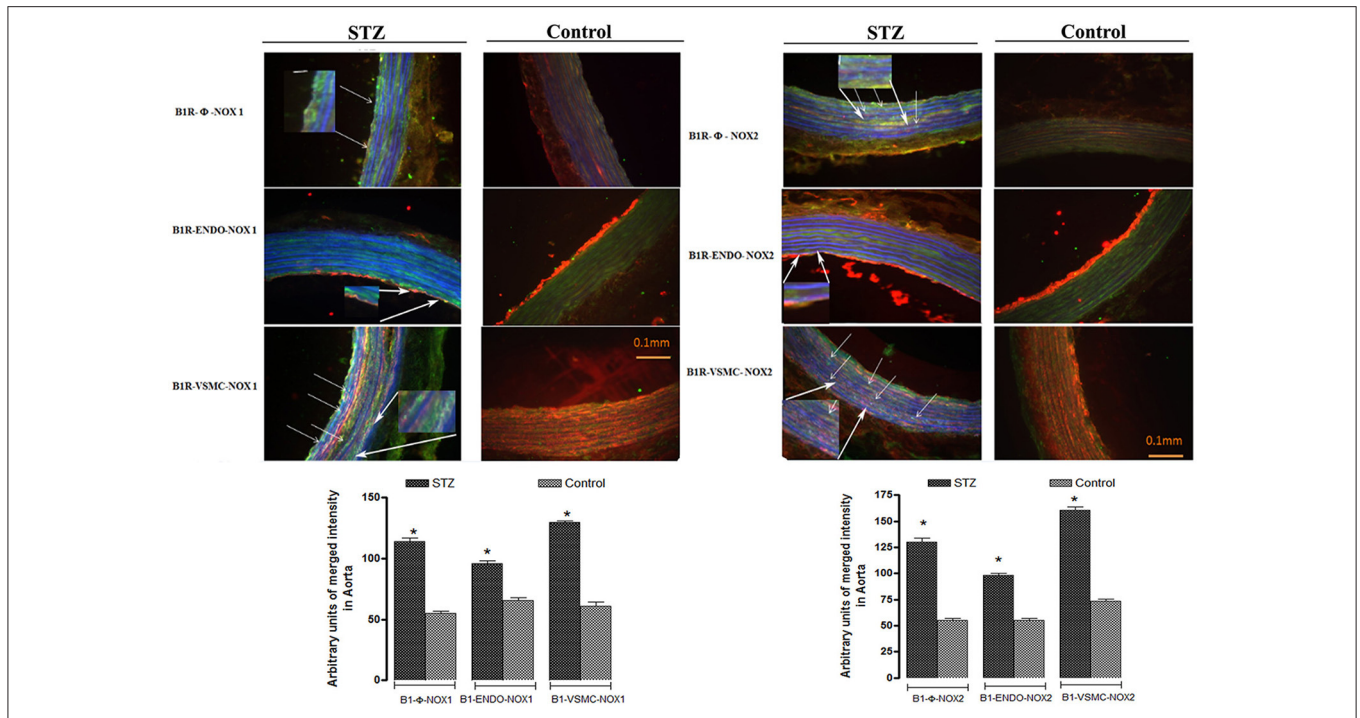 STZ
Control
B1R-Φ-NOX1
B1R-ENDO-NOX1
B1R-VSMC-NOX1
0.1mm
STZ
Control
Arbitrary units of merged intensity
in Aorta
150
100
50
0
B1-Φ-NOX1
B1-ENDO-NOX1
B1-VSMC-NOX1
* * *
STZ
Control
B1R-Φ-NOX2
B1R-ENDO-NOX2
B1R-VSMC-NOX2
0.1mm
STZ
Control
Arbitrary units of merged intensity
in Aorta
175
150
125
100
75
50
25
0
B1-Φ-NOX2
B1-ENDO-NOX2
B1-VSMC-NOX2
* * *